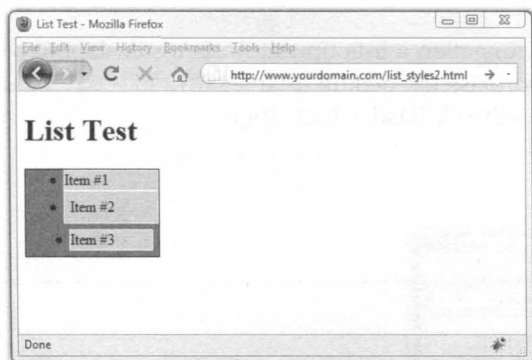 List Test - Mozilla Firefox
File Edit View History Bookmarks Tools Help
http://www.yourdomain.com/list_styles2.html
List Test
Item #1
Item #2
Item #3
Done